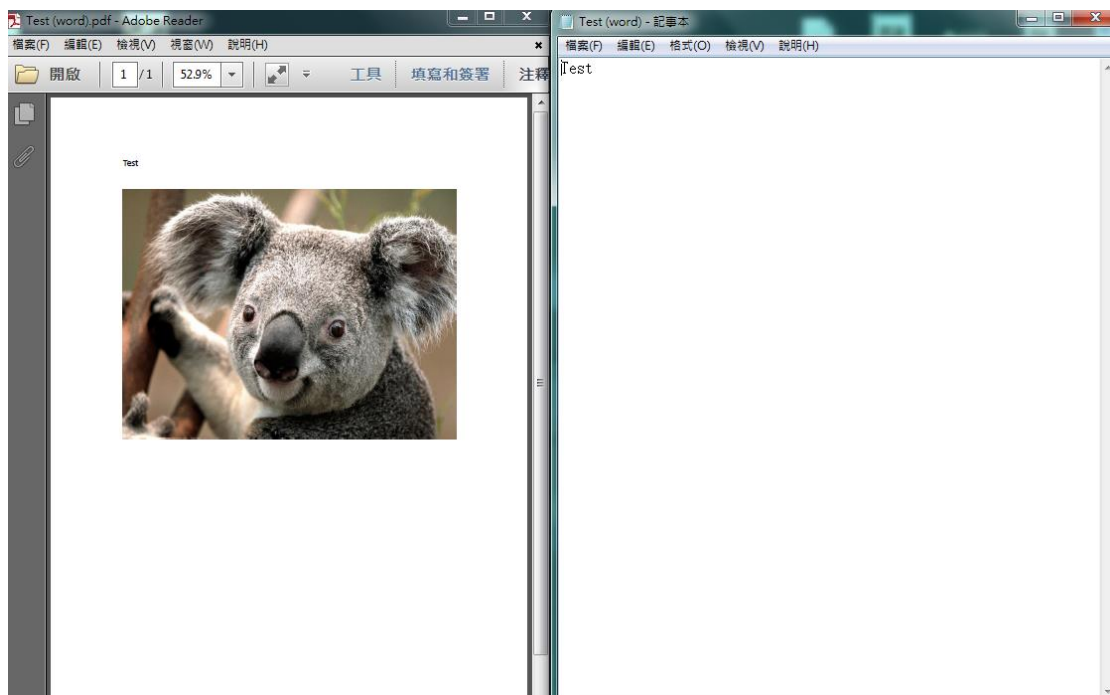 Test (word).pdf - Adobe Reader
檔案(F) 編輯(E) 檢視(V) 視窗(W) 說明(H)
開啟 1 / 1 52.9% 工具 填寫和簽署 注釋
Test
Test (word) - 記事本
檔案(F) 編輯(E) 格式(O) 檢視(V) 說明(H)
Test